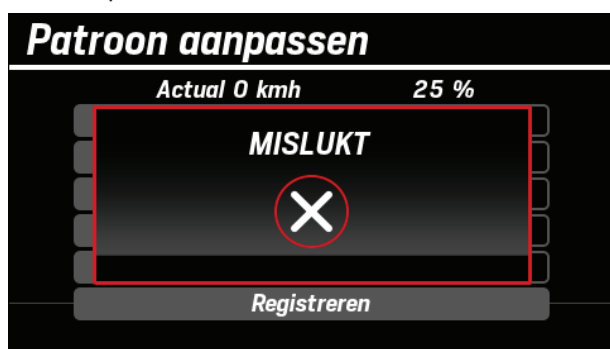 Patroon aanpassen
Actual 0 kmh 25 %
MISLUKT
Registreren